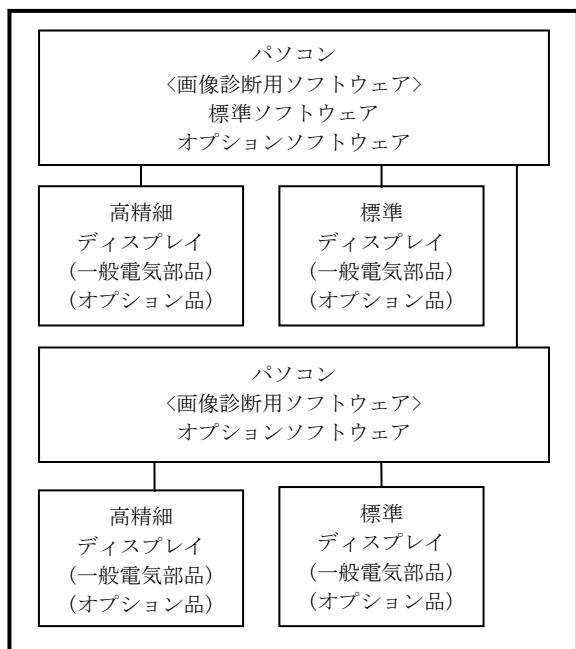 パソコン
<画像診断用ソフトウェア>
標準ソフトウェア
オプションソフトウェア
高精細
ディスプレイ
(一般電気部品)
(オプション品)
標準
ディスプレイ
(一般電気部品)
(オプション品)
パソコン
<画像診断用ソフトウェア>
オプションソフトウェア
高精細
ディスプレイ
(一般電気部品)
(オプション品)
標準
ディスプレイ
(一般電気部品)
(オプション品)